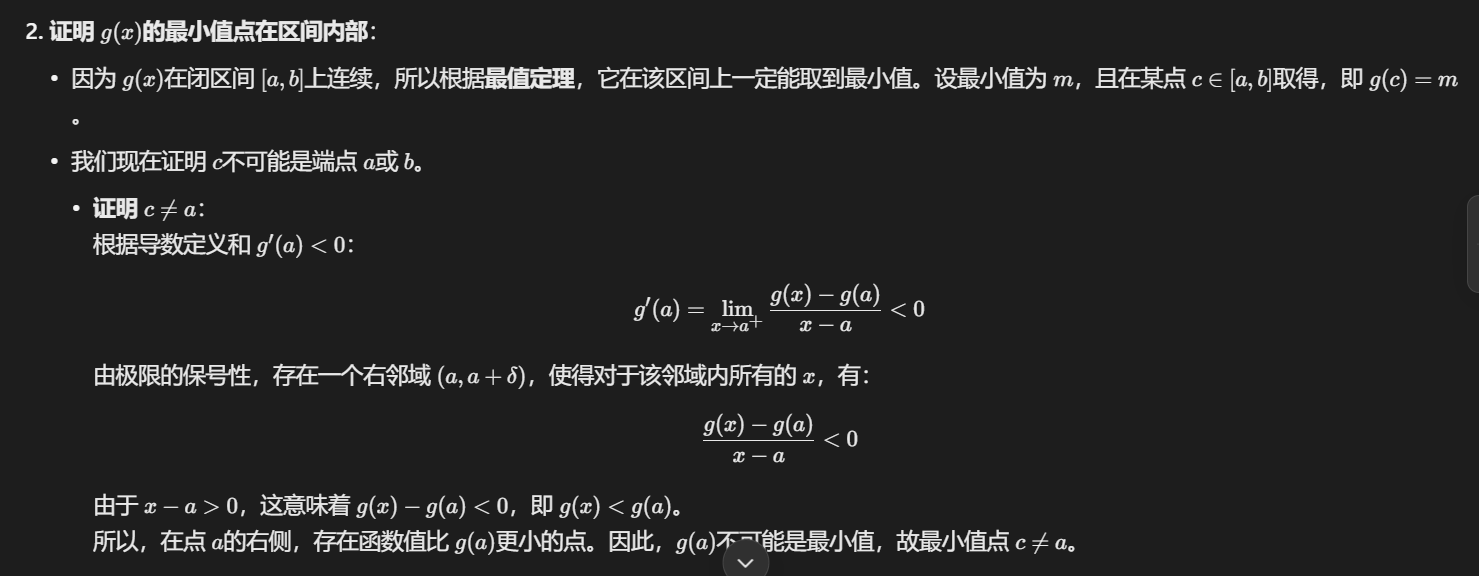 2. 证明 g(x)的最小值点在区间内部：
• 因为 g(x)在闭区间 [a, b]上连续，所以根据最值定理，它在该区间上一定能取到最小值。设最小值为 m，且在某点 c ∈ [a, b]取得，即 g(c) = m
。
• 我们现在证明 c不可能是端点 a或 b。
• 证明 c ≠ a：
根据导数定义和 g′(a) < 0：
g′(a) = lim_{x→a⁺} \frac{g(x) − g(a)}{x − a} < 0
由极限的保号性，存在一个右邻域 (a, a + δ)，使得对于该邻域内所有的 x，有：
\frac{g(x) − g(a)}{x − a} < 0
由于 x − a > 0，这意味着 g(x) − g(a) < 0，即 g(x) < g(a)。
所以，在点 a的右侧，存在函数值比 g(a)更小的点。因此，g(a)不可能是最小值，故最小值点 c ≠ a。